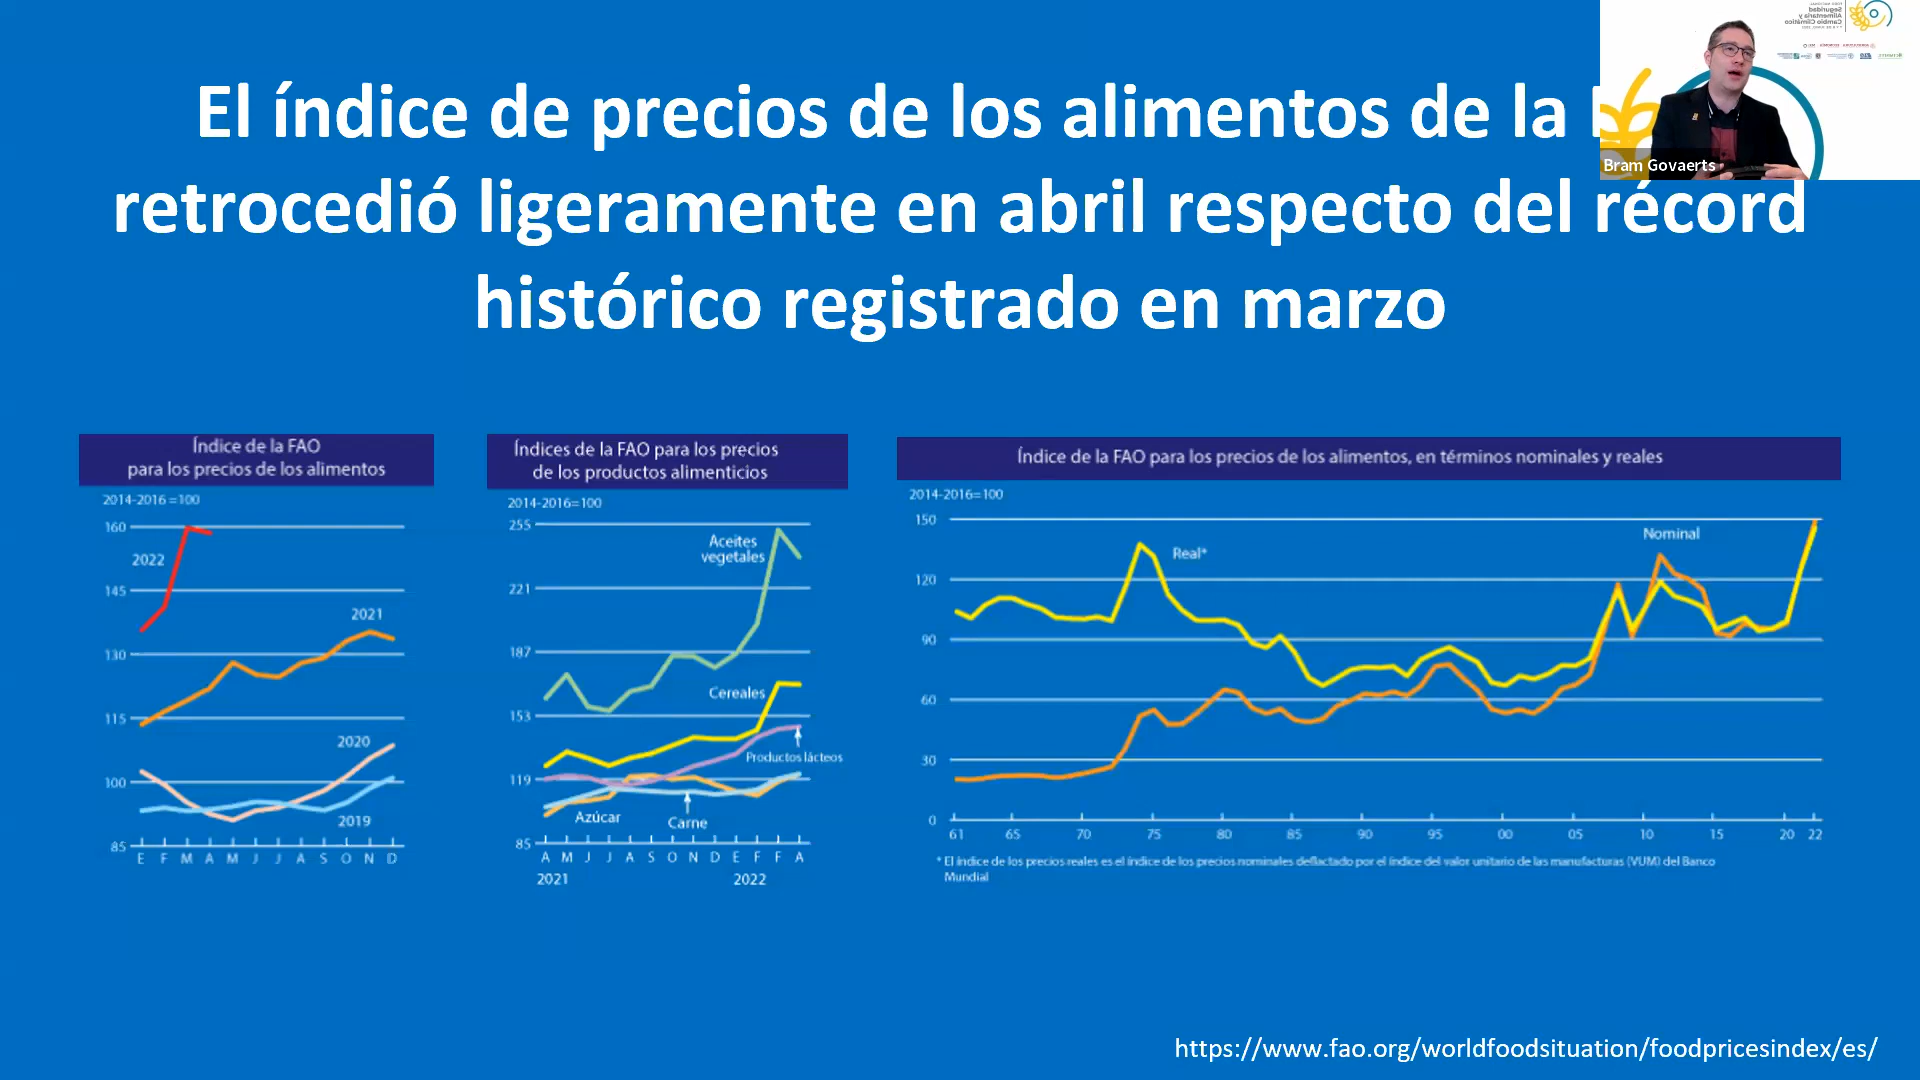 El índice de precios de los alimentos de la
retrocedió ligeramente en abril respecto del récord
histórico registrado en marzo
Bram Govaerts
Índice de la FAO
para los precios de los alimentos
2014-2016 =100
160
145
130
115
100
85
2022
2021
2020
2019
E F M A M J J A S O N D
Índices de la FAO para los precios
de los productos alimenticios
2014-2016=100
255
221
187
153
119
85
Aceites
vegetales
Cereales
Productos lácteos
Azúcar
Carne
A M J J A S O N D E F F A
2021 2022
Índice de la FAO para los precios de los alimentos, en términos nominales y reales
2014-2016=100
150
120
90
60
30
0
Real*
Nominal
61 65 70 75 80 85 90 95 00 05 10 15 20 22
* El índice de los precios reales es el índice de los precios nominales deflactado por el índice del valor unitario de las manufacturas (VUM) del Banco
Mundial
https://www.fao.org/worldfoodsituation/foodpricesindex/es/